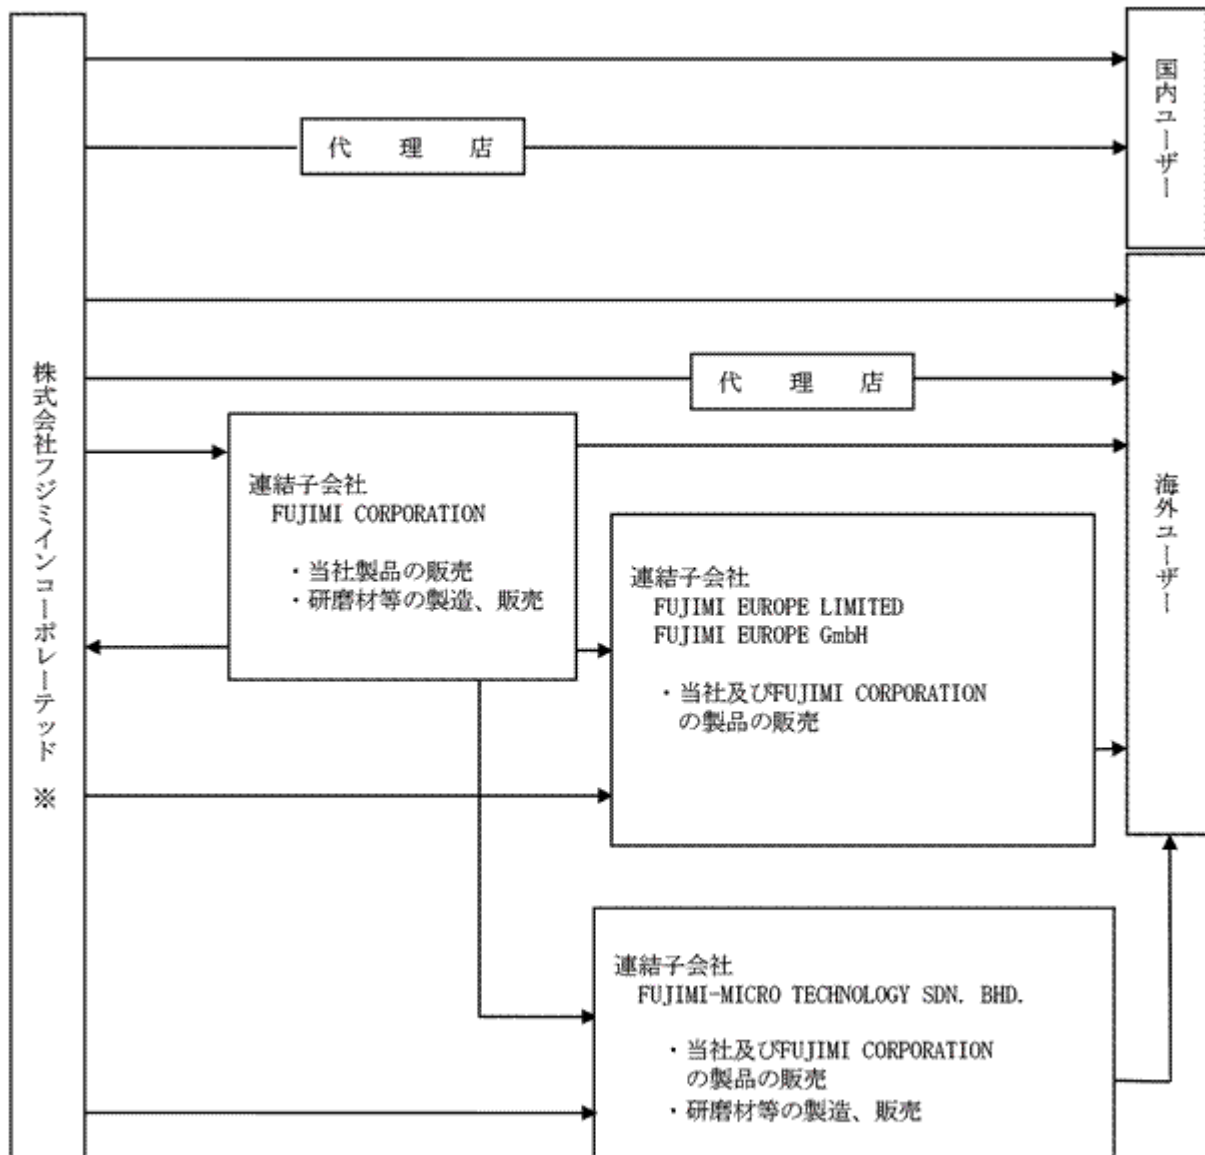 国内ユーザー
代 理 店
代 理 店
株式会社フジミインコーポレーテッド ※
海外ユーザー
連結子会社
FUJIMI CORPORATION
・当社製品の販売
・研磨材等の製造、販売
連結子会社
FUJIMI EUROPE LIMITED
FUJIMI EUROPE GmbH
・当社及びFUJIMI CORPORATION
の製品の販売
連結子会社
FUJIMI-MICRO TECHNOLOGY SDN. BHD.
・当社及びFUJIMI CORPORATION
の製品の販売
・研磨材等の製造、販売